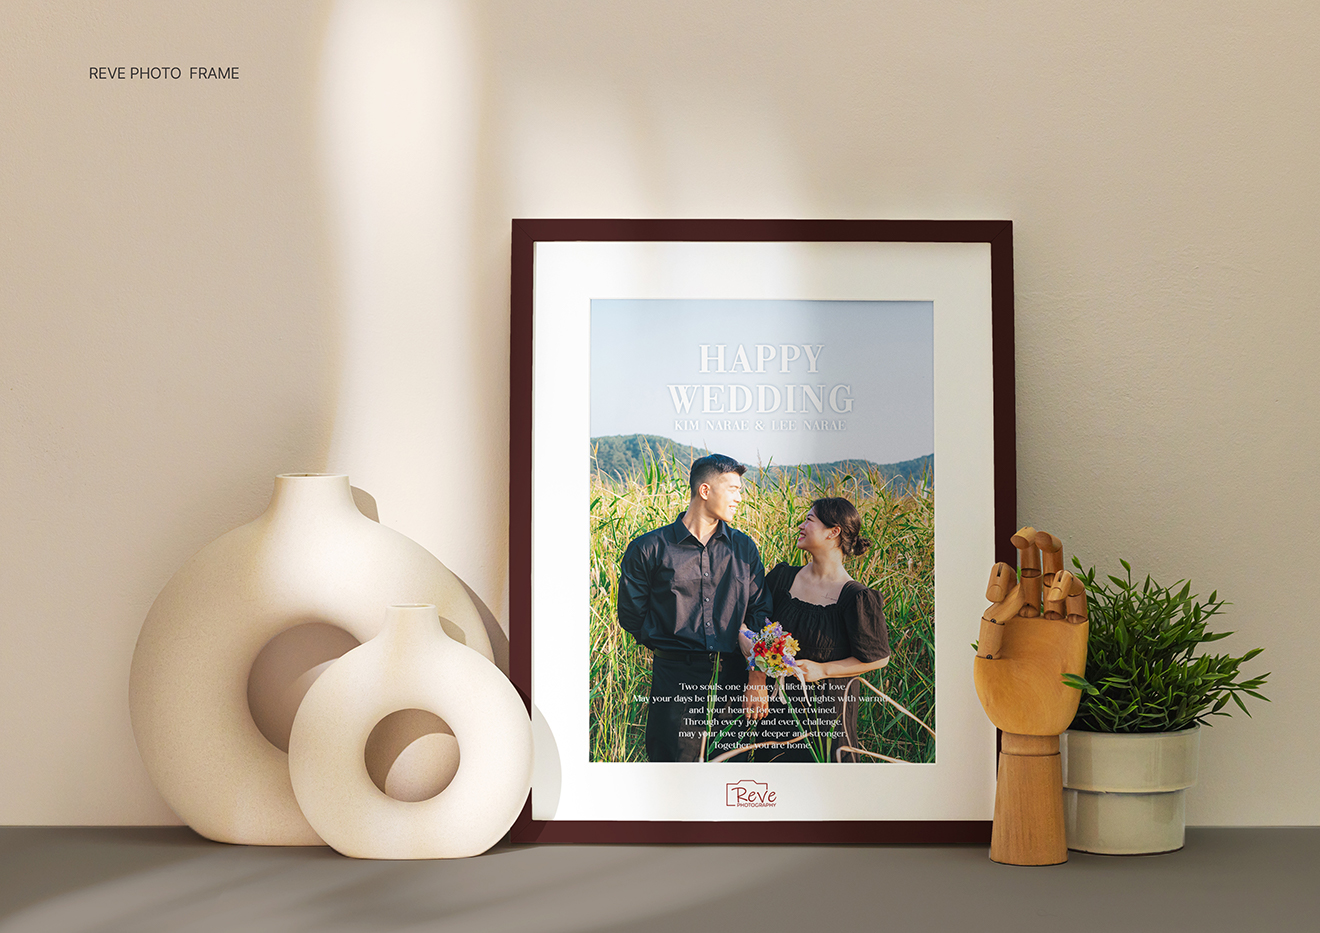 REVE PHOTO FRAME
HAPPY
WEDDING
KIM NARAE & LEE NARAE
"Two souls, one journey, a lifetime of love.
May your days be filled with laughter, your nights with warmth,
and your hearts forever intertwined.
Through every joy and every challenge,
may your love grow deeper and stronger.
Together, you are home."
Reve
PHOTOGRAPHY